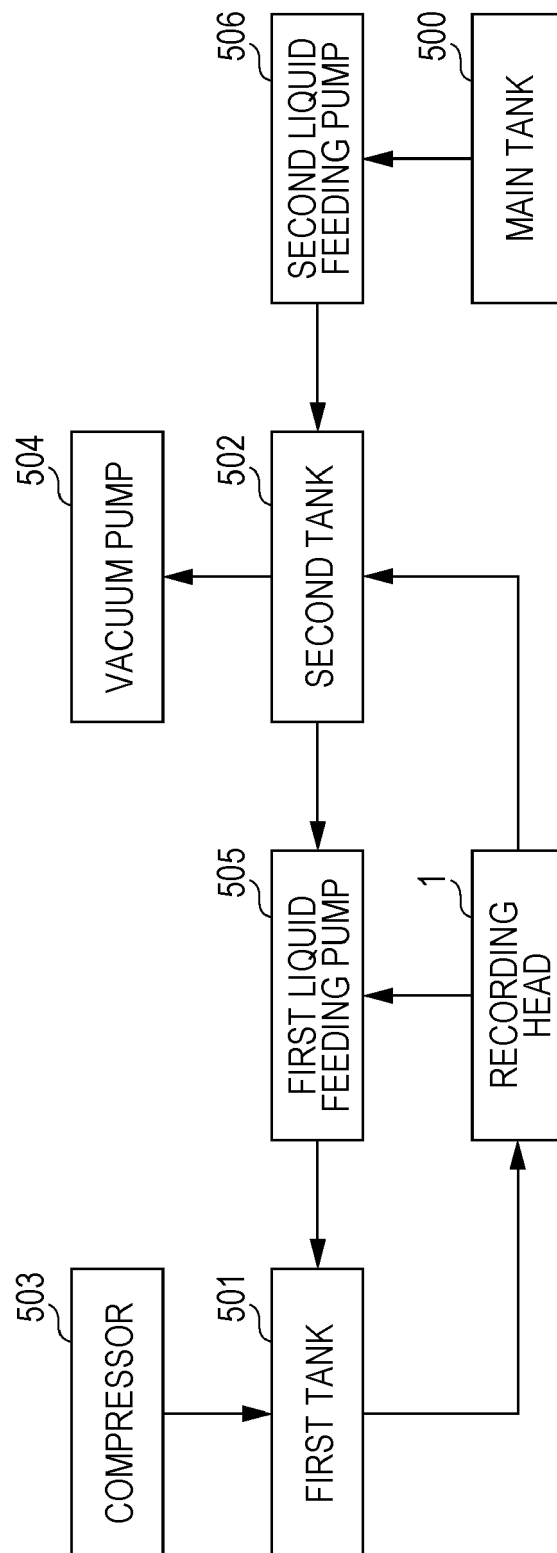 503
COMPRESSOR
504
VACUUM PUMP
501
FIRST TANK
505
FIRST LIQUID
FEEDING PUMP
502
SECOND TANK
506
SECOND LIQUID
FEEDING PUMP
1
RECORDING
HEAD
500
MAIN TANK